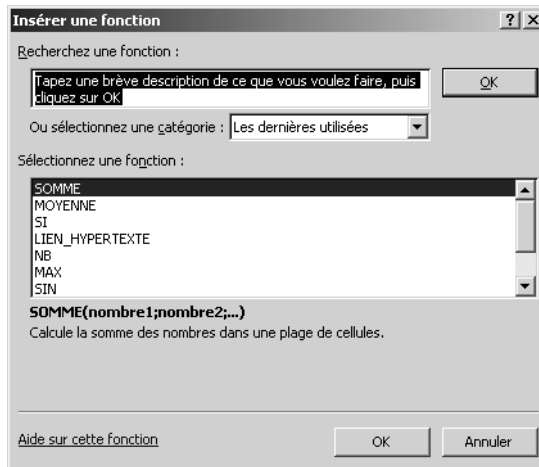 Insérer une fonction
Recherchez une fonction :
Tapez une brève description de ce que vous voulez faire, puis
cliquez sur OK
OK
Ou sélectionnez une catégorie : Les dernières utilisées
Sélectionnez une fonction :
SOMME
MOYENNE
SI
LIEN_HYPERTEXTE
NB
MAX
SIN
SOMME(nombre1;nombre2;...)
Calcule la somme des nombres dans une plage de cellules.
Aide sur cette fonction OK Annuler